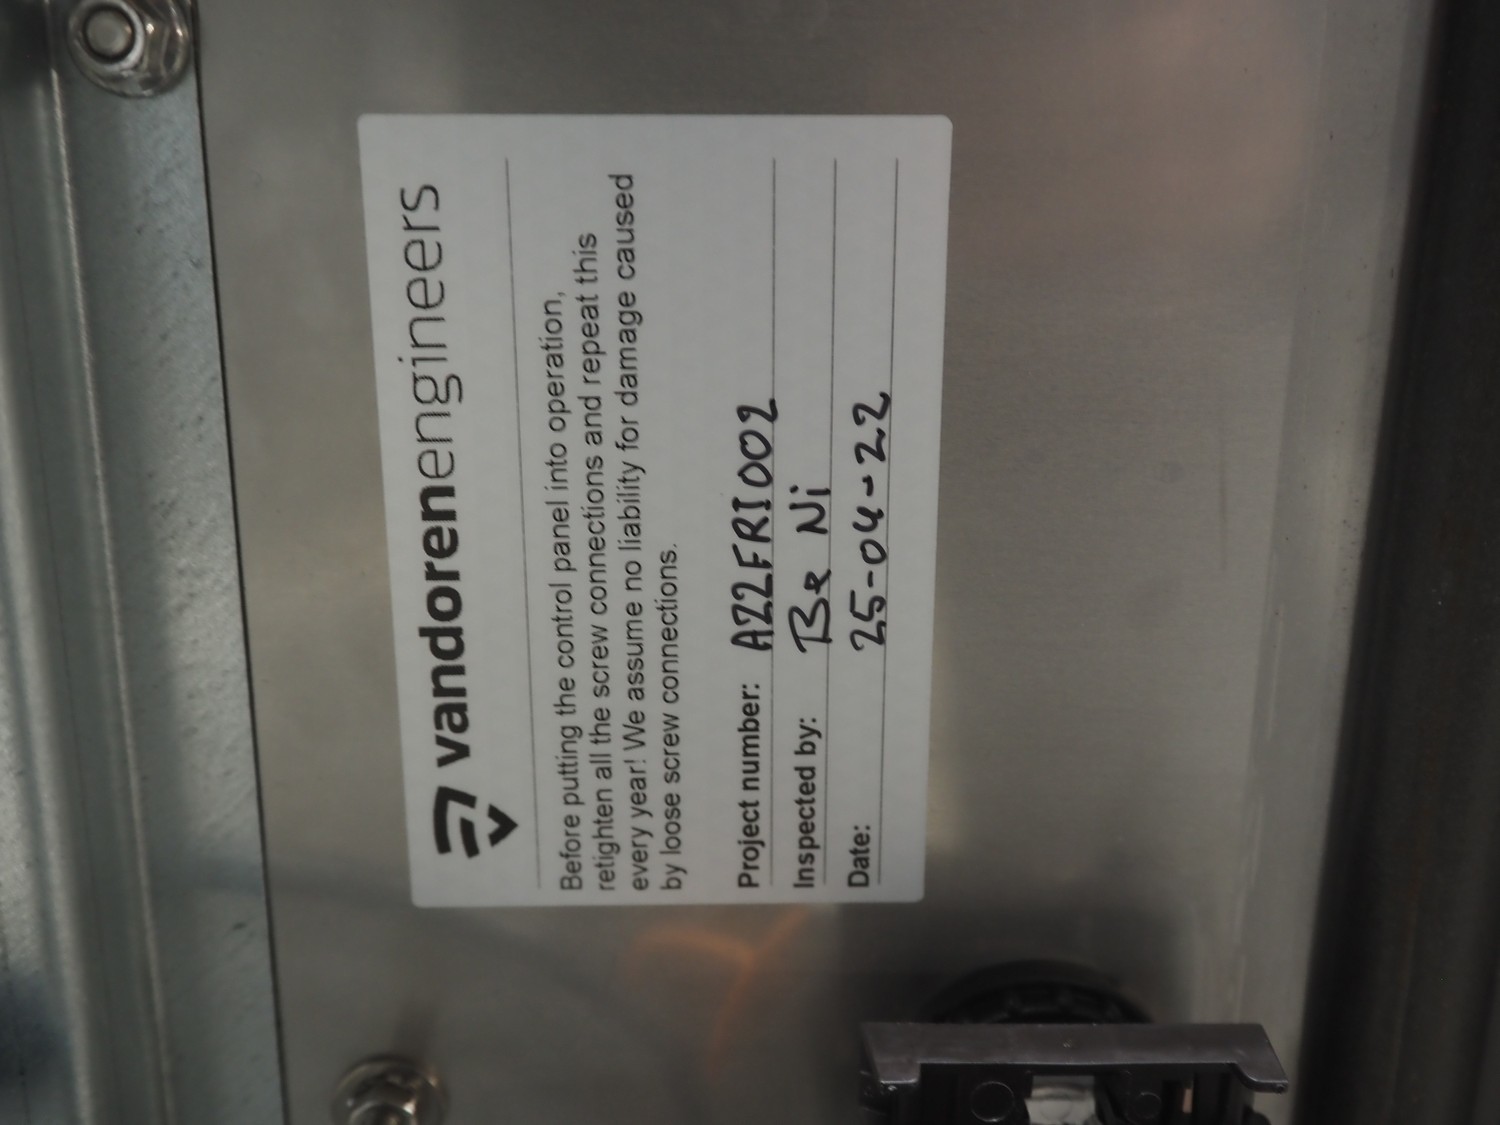 vandorenengineers
Before putting the control panel into operation,
retighten all the screw connections and repeat this
every year! We assume no liability for damage caused
by loose screw connections.
Project number: A22FRI002
Inspected by: Be Ni
Date: 25-04-22